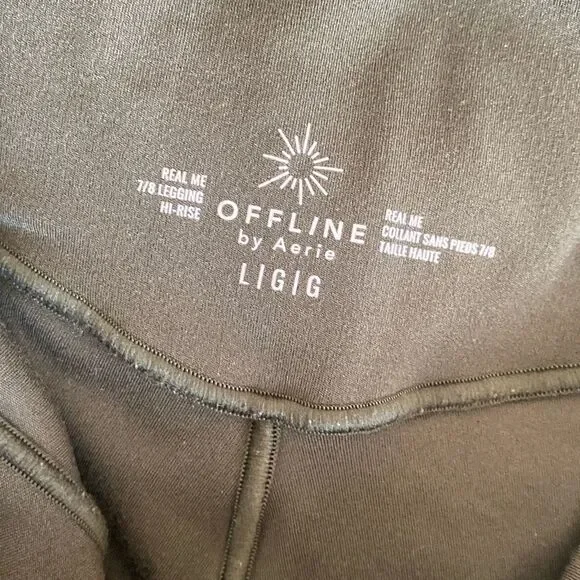 REAL ME
7/8 LEGGING
HI-RISE
OFFLINE
by Aerie
L|G|G
REAL ME
COLLANT SANS PIEDS 7/8
TAILLE HAUTE